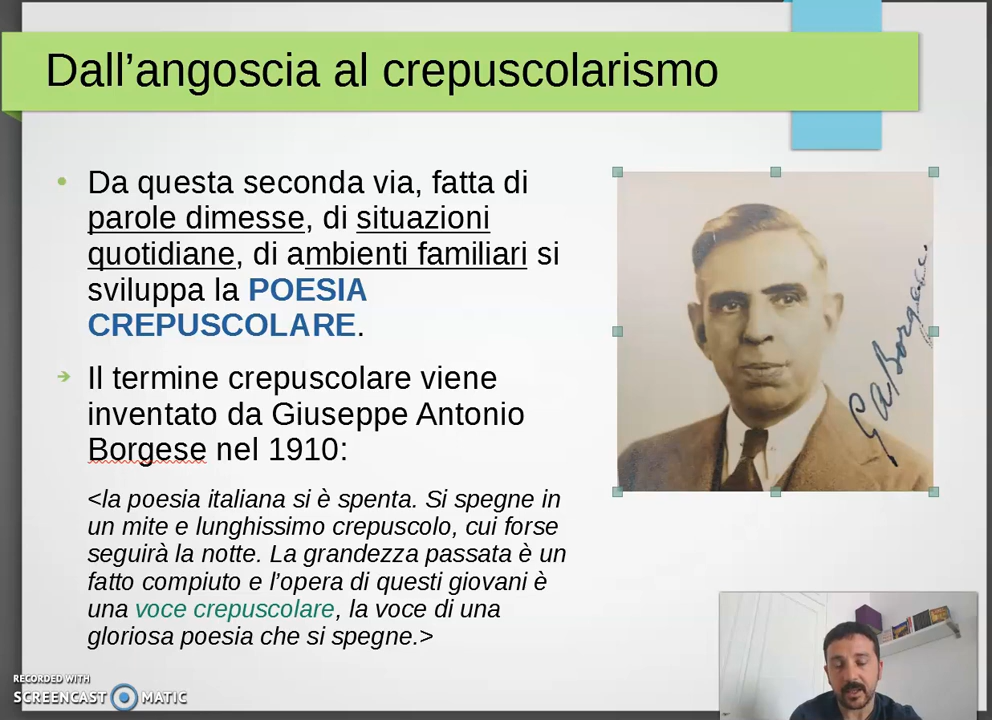 Dall’angoscia al crepuscolarismo
Da questa seconda via, fatta di
parole dimesse, di situazioni
quotidiane, di ambienti familiari si
sviluppa la POESIA
CREPUSCOLARE.
Il termine crepuscolare viene
inventato da Giuseppe Antonio
Borgese nel 1910:
<la poesia italiana si è spenta. Si spegne in
un mite e lunghissimo crepuscolo, cui forse
seguirà la notte. La grandezza passata è un
fatto compiuto e l’opera di questi giovani è
una voce crepuscolare, la voce di una
gloriosa poesia che si spegne.>
G A Borgese
RECORDED WITH
SCREENCAST MATIC